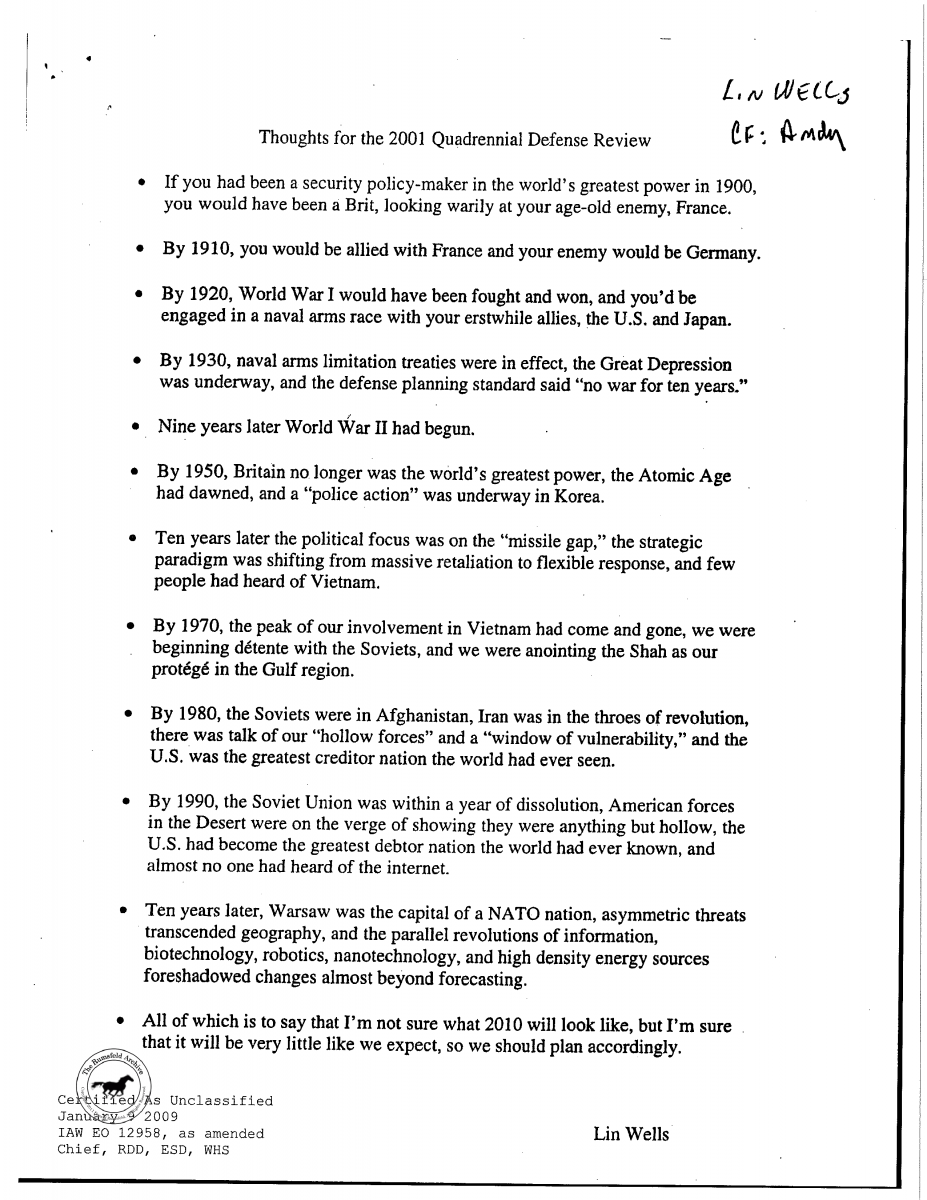 LIN WELLS
CF: Andy
Thoughts for the 2001 Quadrennial Defense Review
• If you had been a security policy-maker in the world's greatest power in 1900,
you would have been a Brit, looking warily at your age-old enemy, France.
• By 1910, you would be allied with France and your enemy would be Germany.
• By 1920, World War I would have been fought and won, and you'd be
engaged in a naval arms race with your erstwhile allies, the U.S. and Japan.
• By 1930, naval arms limitation treaties were in effect, the Great Depression
was underway, and the defense planning standard said “no war for ten years.”
• Nine years later World War II had begun.
• By 1950, Britain no longer was the world's greatest power, the Atomic Age
had dawned, and a “police action” was underway in Korea.
• Ten years later the political focus was on the “missile gap,” the strategic
paradigm was shifting from massive retaliation to flexible response, and few
people had heard of Vietnam.
• By 1970, the peak of our involvement in Vietnam had come and gone, we were
beginning détente with the Soviets, and we were anointing the Shah as our
protégé in the Gulf region.
• By 1980, the Soviets were in Afghanistan, Iran was in the throes of revolution,
there was talk of our “hollow forces” and a “window of vulnerability,” and the
U.S. was the greatest creditor nation the world had ever seen.
• By 1990, the Soviet Union was within a year of dissolution, American forces
in the Desert were on the verge of showing they were anything but hollow, the
U.S. had become the greatest debtor nation the world had ever known, and
almost no one had heard of the internet.
• Ten years later, Warsaw was the capital of a NATO nation, asymmetric threats
transcended geography, and the parallel revolutions of information,
biotechnology, robotics, nanotechnology, and high density energy sources
foreshadowed changes almost beyond forecasting.
• All of which is to say that I'm not sure what 2010 will look like, but I'm sure
that it will be very little like we expect, so we should plan accordingly.
The Rumsfeld Archive
Certified As Unclassified
January 9 2009
IAW EO 12958, as amended
Chief, RDD, ESD, WHS
Lin Wells